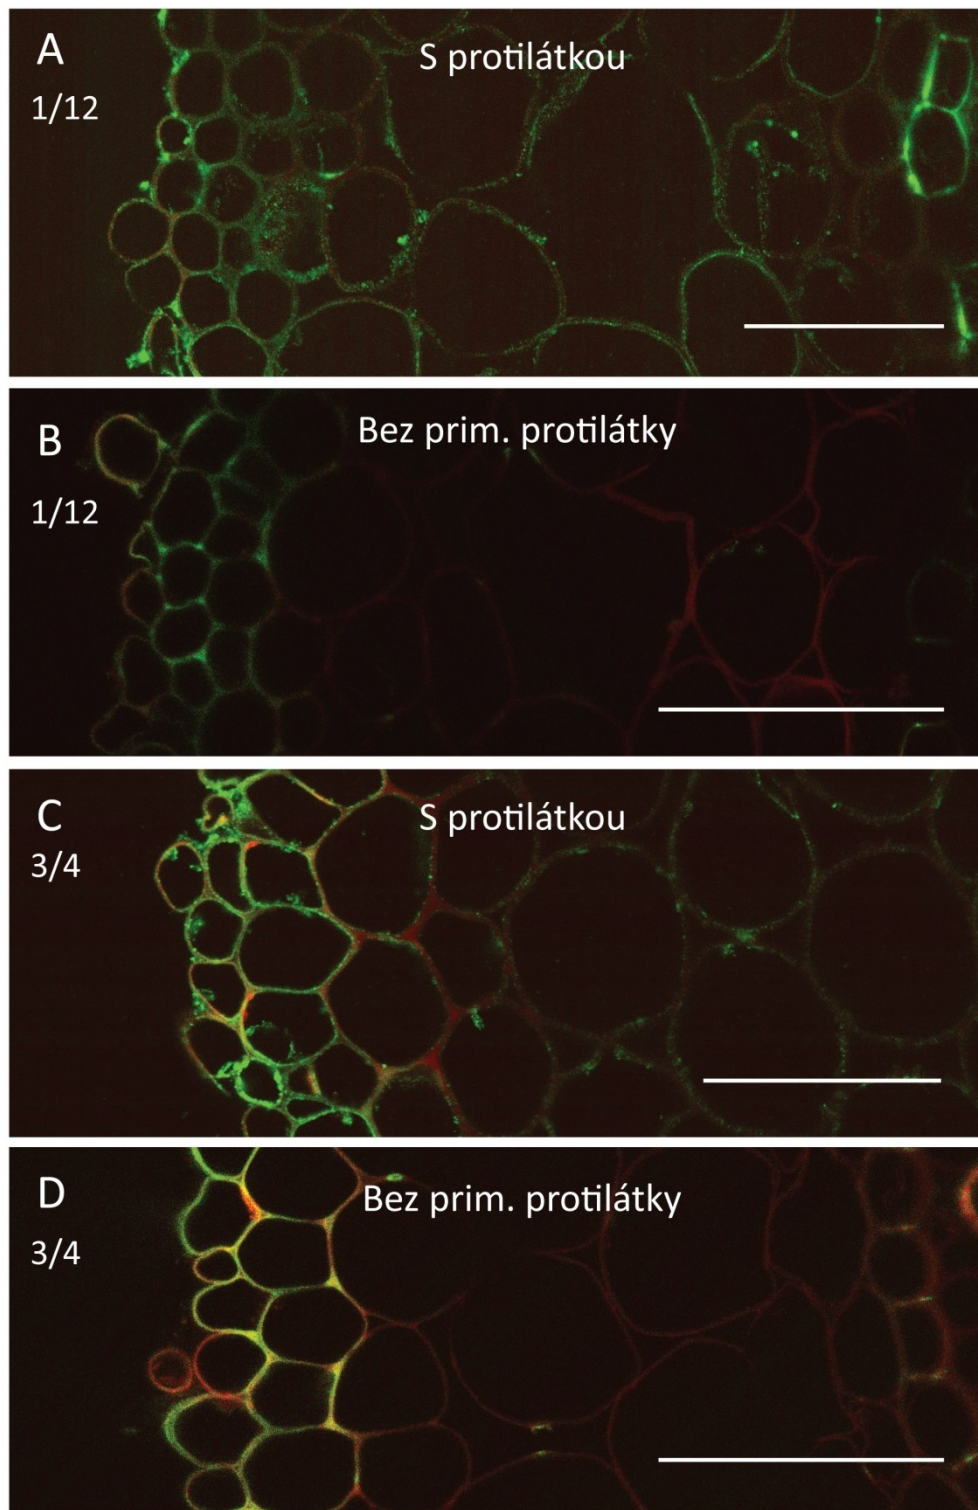 A
S protilátkou
1/12
B
Bez prim. protilátky
1/12
C
S protilátkou
3/4
D
Bez prim. protilátky
3/4